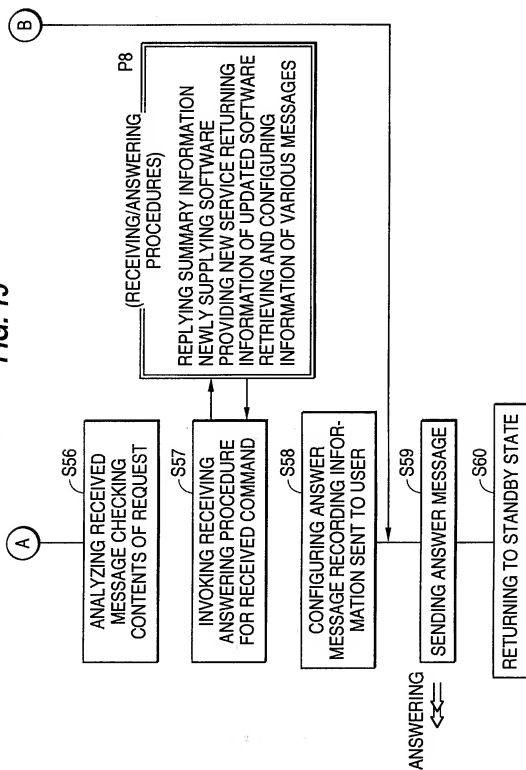 Fig. 15
A
B
S56
ANALYZING RECEIVED
MESSAGE CHECKING
CONTENTS OF REQUEST
S57
INVOKING RECEIVING
ANSWERING PROCEDURE
FOR RECEIVED COMMAND
P8
(RECEIVING/ANSWERING
PROCEDURES)
REPLYING SUMMARY INFORMATION
NEWLY SUPPLYING SOFTWARE
PROVIDING NEW SERVICE RETURNING
INFORMATION OF UPDATED SOFTWARE
RETRIEVING AND CONFIGURING
INFORMATION OF VARIOUS MESSAGES
S58
CONFIGURING ANSWER
MESSAGE RECORDING INFOR-
MATION SENT TO USER
ANSWERING
S59
SENDING ANSWER MESSAGE
S60
RETURNING TO STANDBY STATE